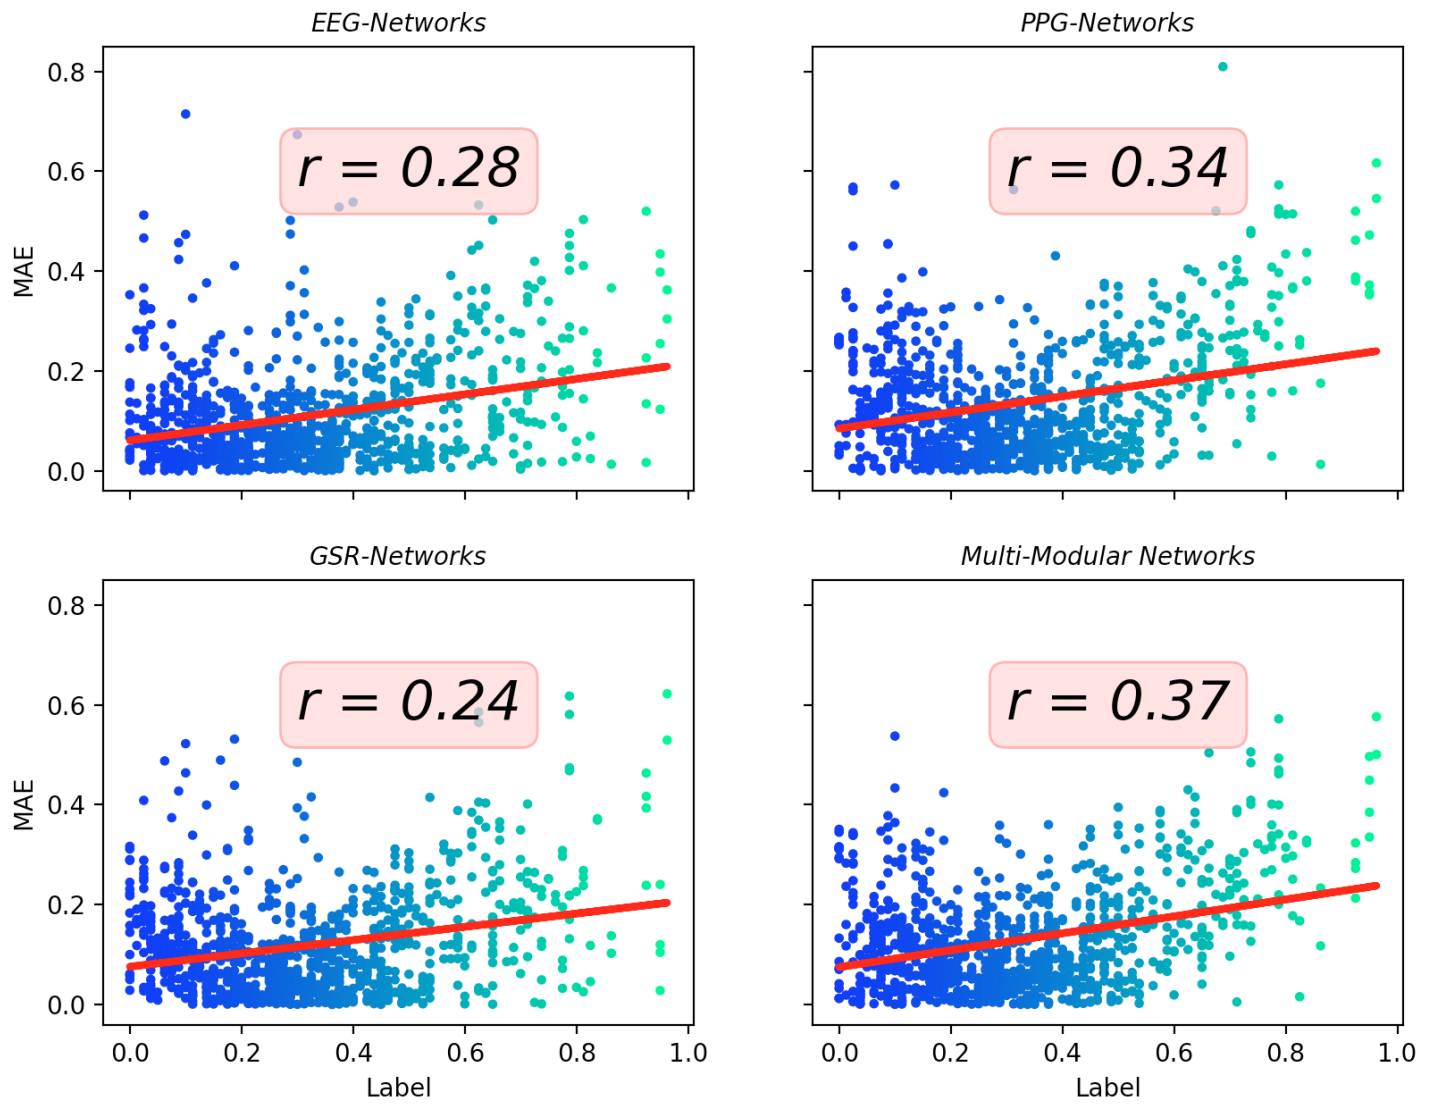 EEG-Networks
PPG-Networks
0.8
0.6
0.4
0.2
0.0
MAE
r = 0.28
r = 0.34
GSR-Networks
Multi-Modular Networks
0.8
0.6
0.4
0.2
0.0
MAE
r = 0.24
r = 0.37
0.0 0.2 0.4 0.6 0.8 1.0
0.0 0.2 0.4 0.6 0.8 1.0
Label
Label